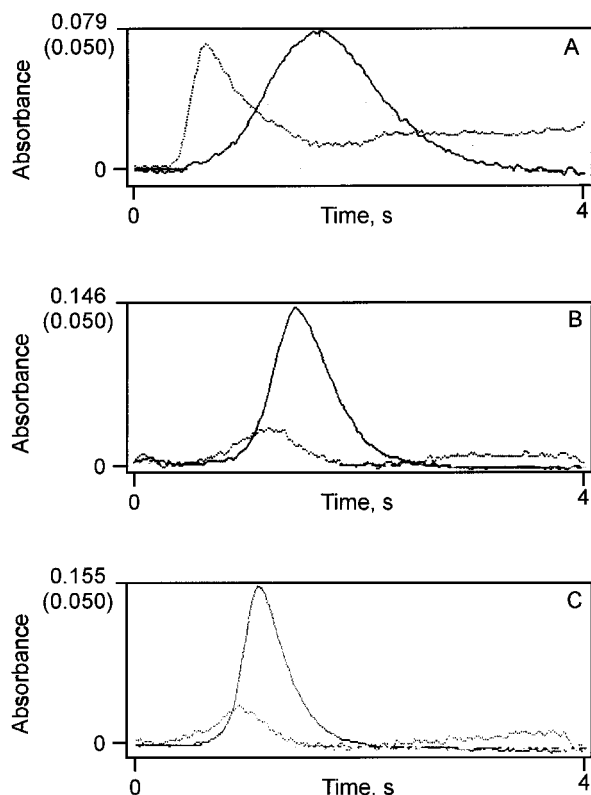 0.079
(0.050)
A
Absorbance
0
0
4
Time, s
0.146
(0.050)
B
Absorbance
0
0
4
Time, s
0.155
(0.050)
C
Absorbance
0
0
4
Time, s